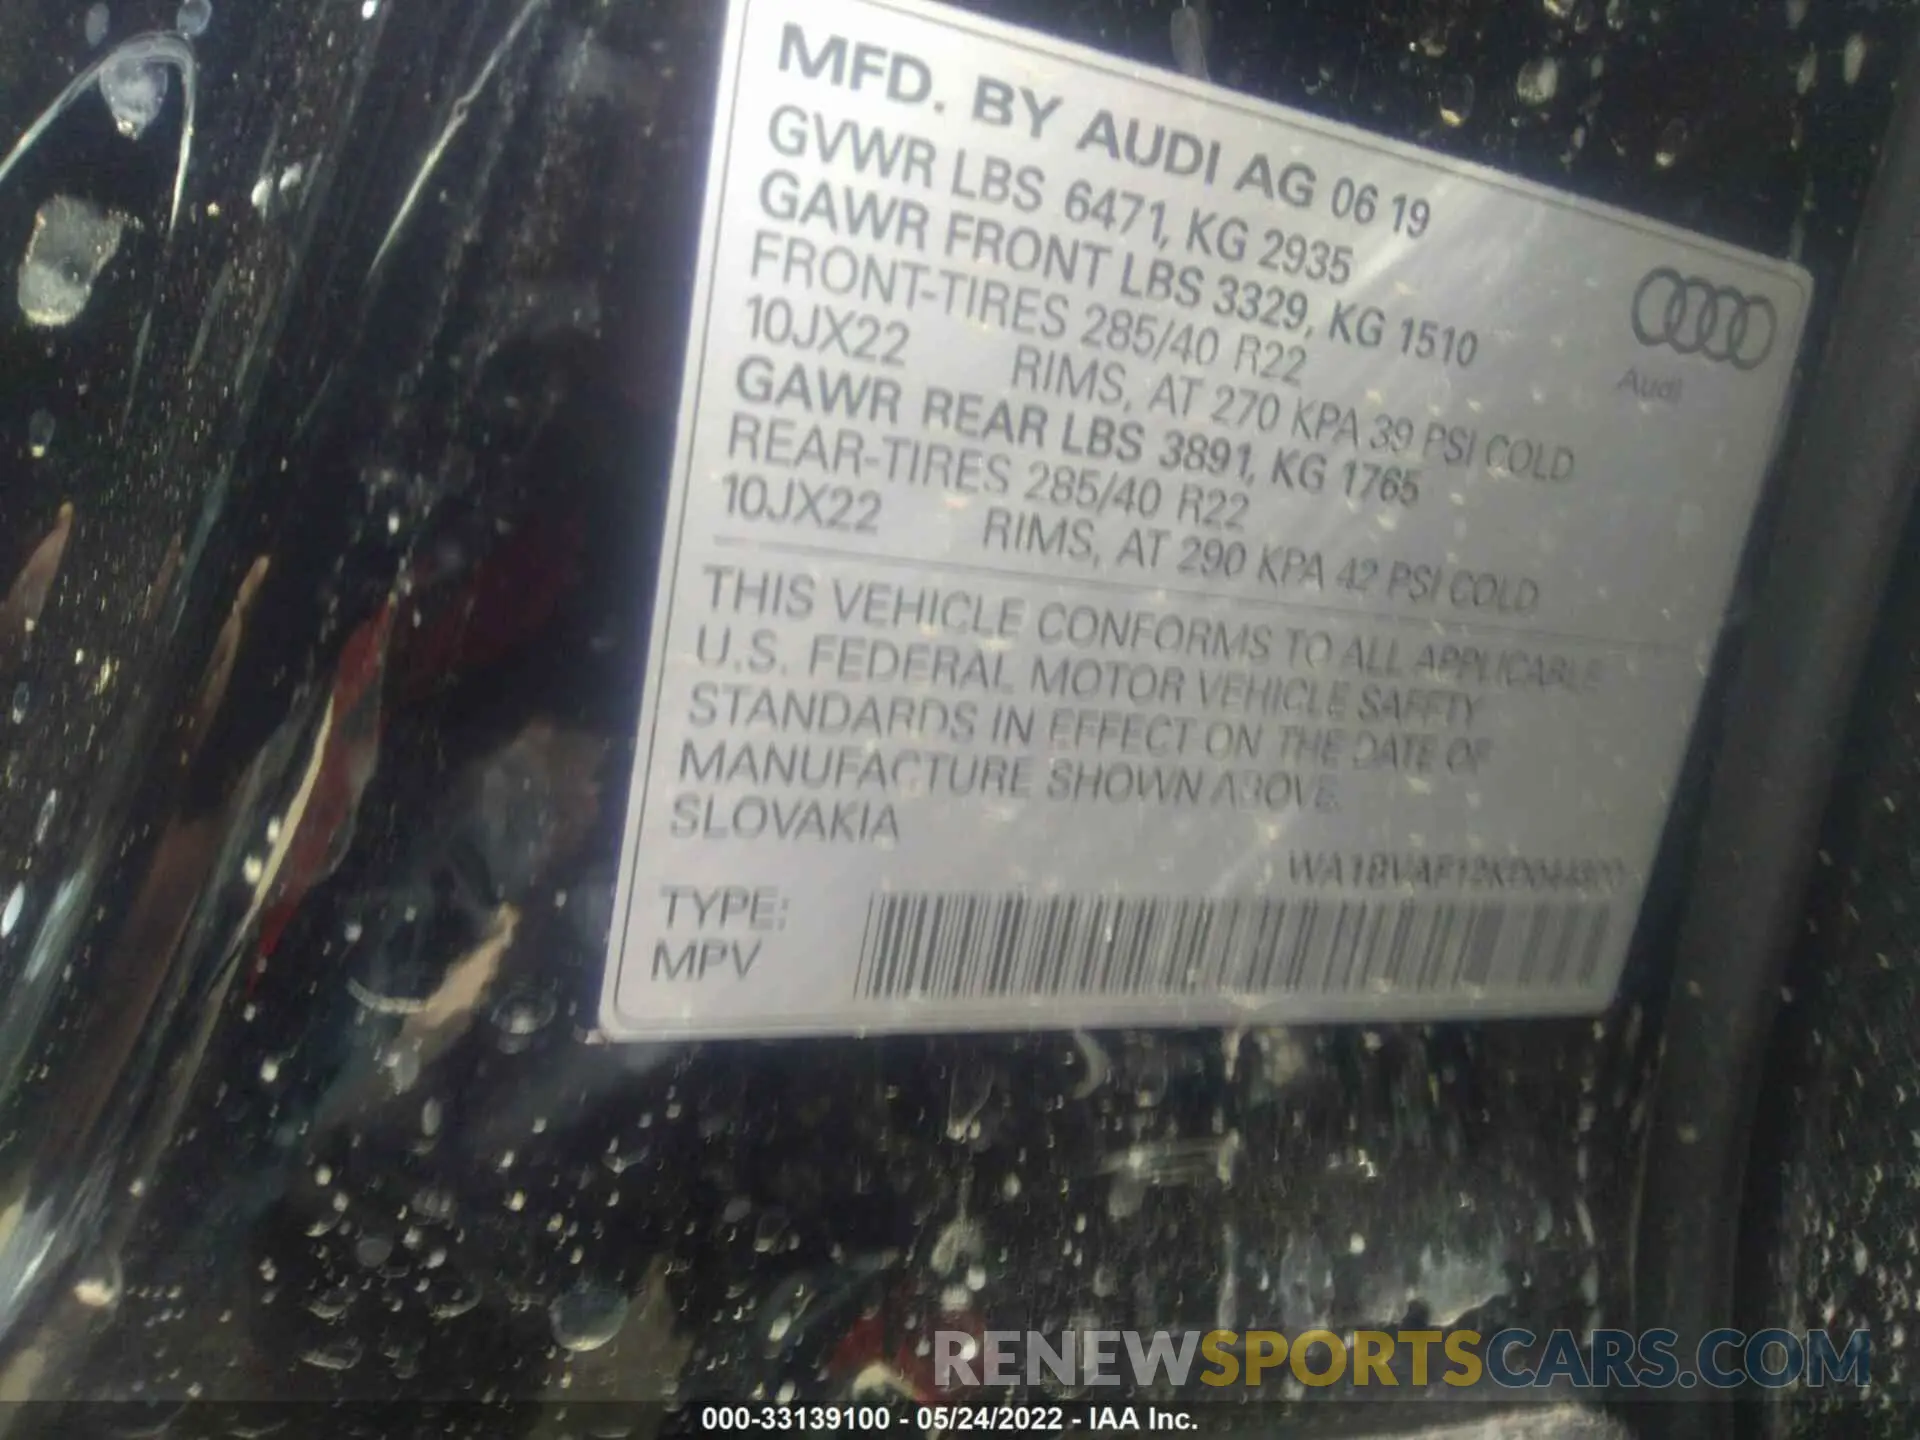 MFD. BY AUDI AG 06 19
GVWR LBS 6471, KG 2935
GAWR FRONT LBS 3329, KG 1510
FRONT-TIRES 285/40 R22
10JX22 RIMS, AT 270 KPA 39 PSI COLD
GAWR REAR LBS 3891, KG 1765
REAR-TIRES 285/40 R22
10JX22 RIMS, AT 290 KPA 42 PSI COLD
Audi
THIS VEHICLE CONFORMS TO ALL APPLICABLE
U.S. FEDERAL MOTOR VEHICLE SAFETY
STANDARDS IN EFFECT ON THE DATE OF
MANUFACTURE SHOWN ABOVE.
SLOVAKIA
TYPE:
MPV
RENEWSPORTSCARS.COM
000-33139100 - 05/24/2022 - IAA Inc.